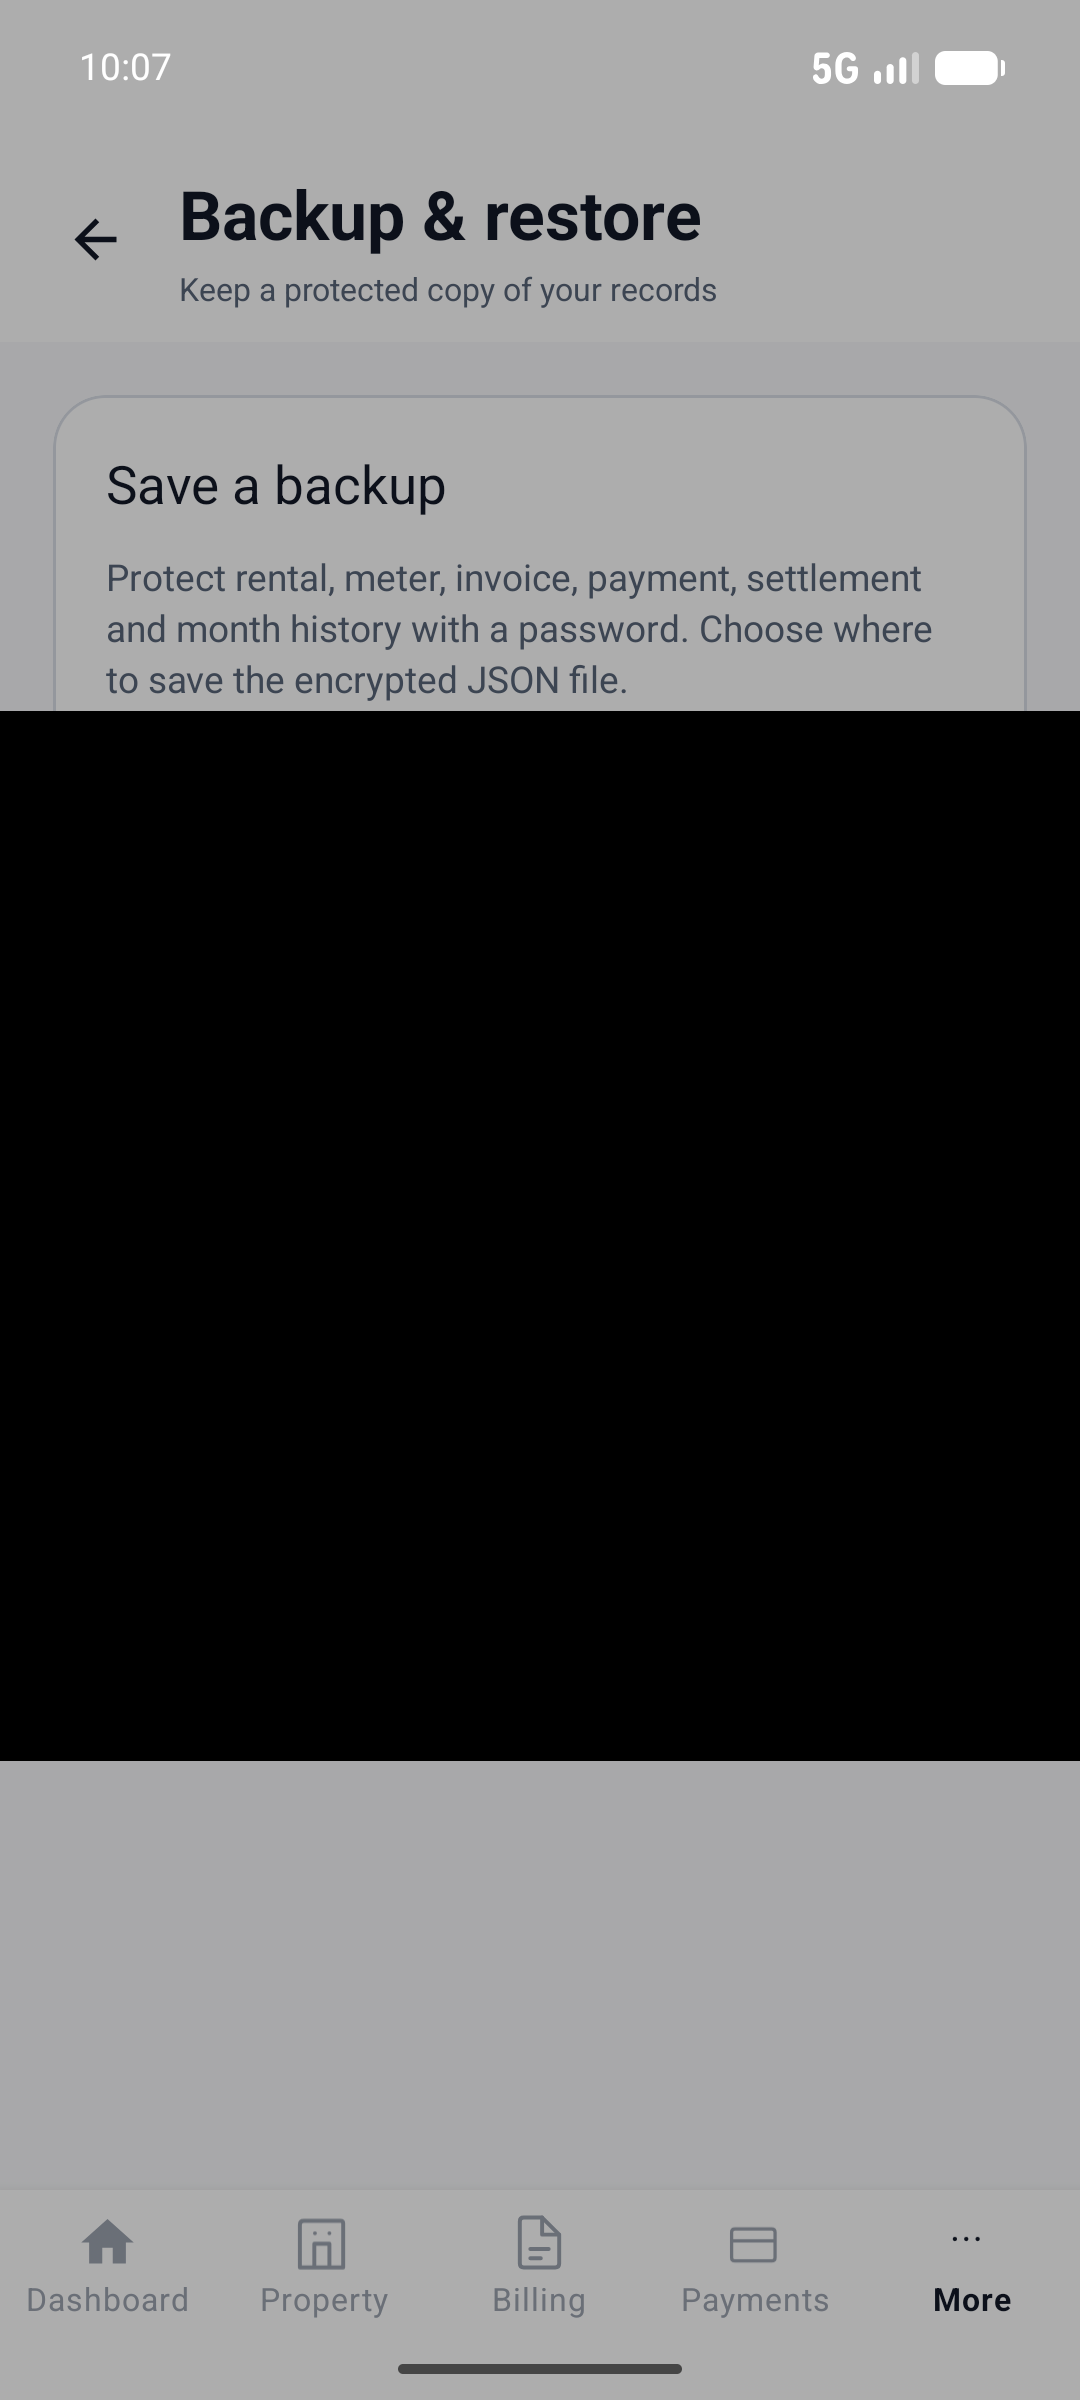 10:07
5G
Backup & restore
Keep a protected copy of your records
Save a backup
Protect rental, meter, invoice, payment, settlement
and month history with a password. Choose where
to save the encrypted JSON file.
Dashboard
Property
Billing
Payments
More